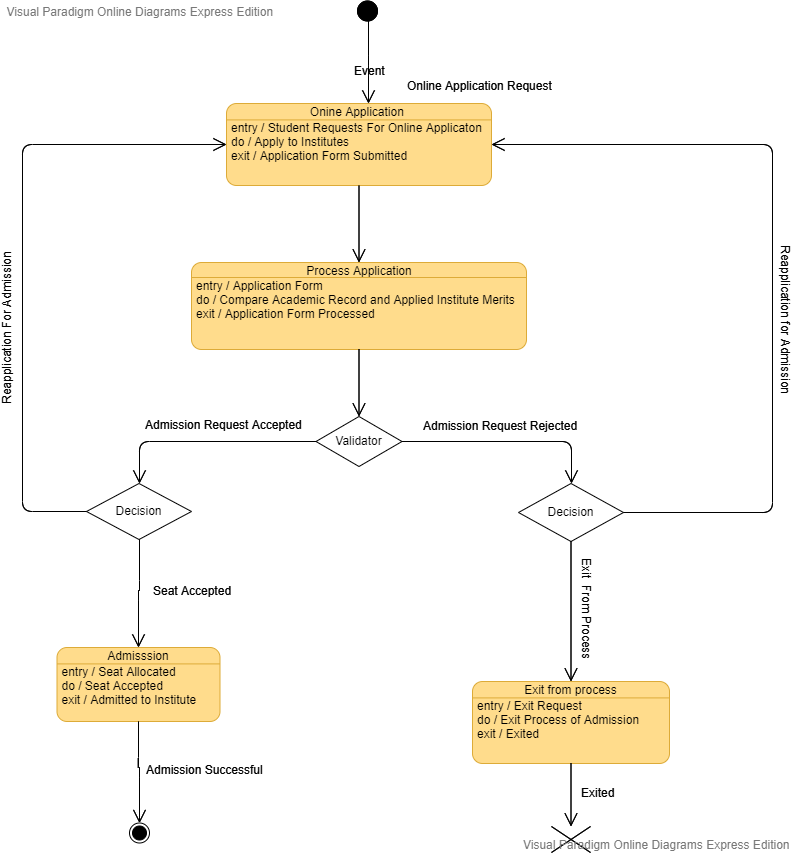 Visual Paradigm Online Diagrams Express Edition
Event
Online Application Request
Onine Application
entry / Student Requests For Online Applicaton
do / Apply to Institutes
exit / Application Form Submitted
Reapplication For Admission
Reapplication for Admission
Process Application
entry / Application Form
do / Compare Academic Record and Applied Institute Merits
exit / Application Form Processed
Admission Request Accepted
Validator
Admission Request Rejected
Decision
Decision
Seat Accepted
Exit From Process
Admisssion
entry / Seat Allocated
do / Seat Accepted
exit / Admitted to Institute
Exit from process
entry / Exit Request
do / Exit Process of Admission
exit / Exited
Admission Successful
Exited
Visual Paradigm Online Diagrams Express Edition